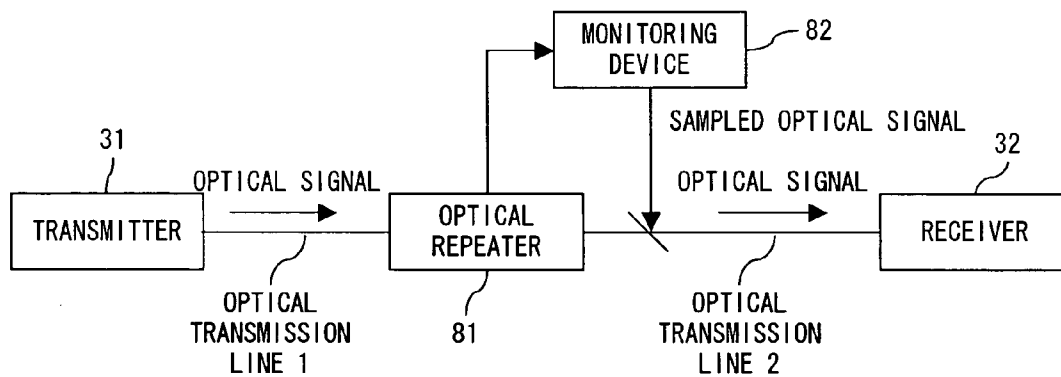 MONITORING
DEVICE
82
SAMPLED OPTICAL SIGNAL
31
32
OPTICAL SIGNAL
OPTICAL SIGNAL
TRANSMITTER
OPTICAL
REPEATER
RECEIVER
OPTICAL
TRANSMISSION
LINE 1
81
OPTICAL
TRANSMISSION
LINE 2